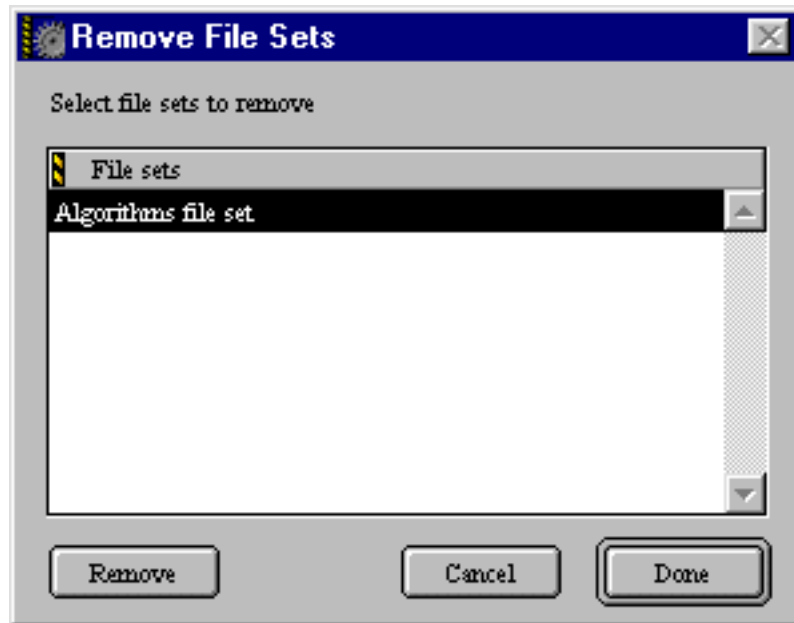 Remove File Sets
Select file sets to remove
File sets
Algorithms file set
Remove Cancel Done